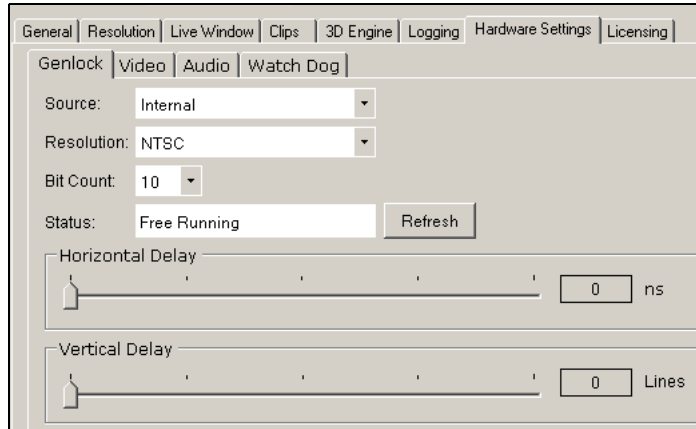 General Resolution Live Window Clips 3D Engine Logging Hardware Settings Licensing
Genlock Video Audio Watch Dog
Source: Internal
Resolution: NTSC
Bit Count: 10
Status: Free Running Refresh
Horizontal Delay
0 ns
Vertical Delay
0 Lines